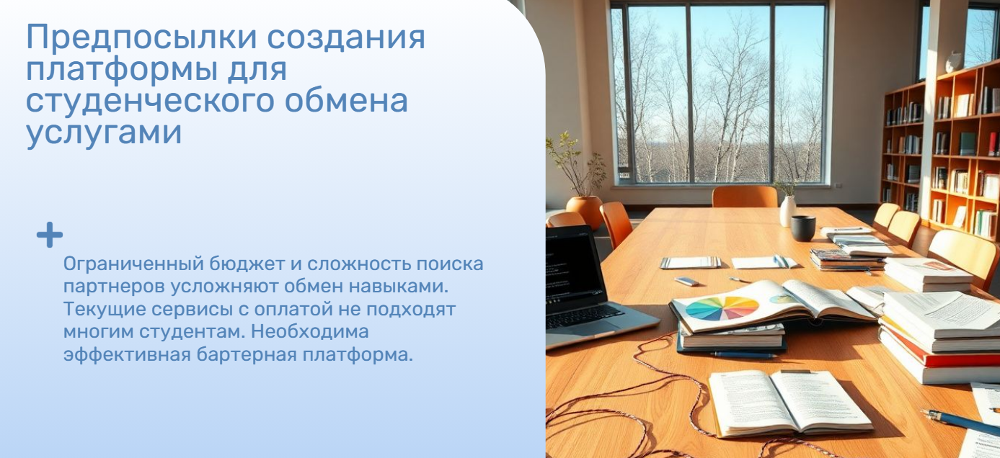 Предпосылки создания
платформы для
студенческого обмена
услугами
Ограниченный бюджет и сложность поиска
партнеров усложняют обмен навыками.
Текущие сервисы с оплатой не подходят
многим студентам. Необходима
эффективная бартерная платформа.